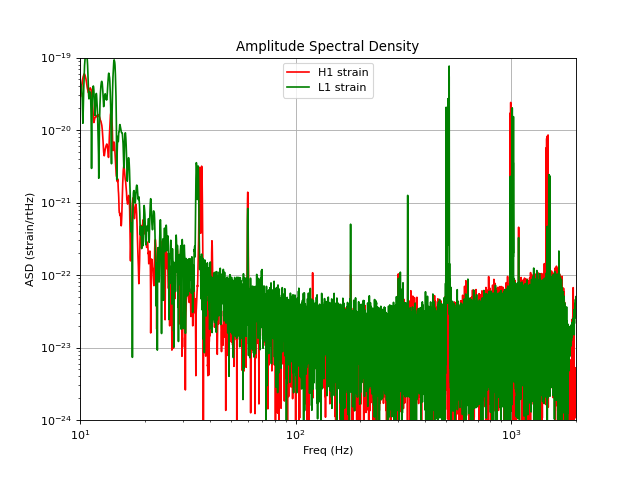 Amplitude Spectral Density
H1 strain
L1 strain
10⁻¹⁹
10⁻²⁰
10⁻²¹
10⁻²²
10⁻²³
10⁻²⁴
ASD (strain/rtHz)
10¹ 10² 10³
Freq (Hz)